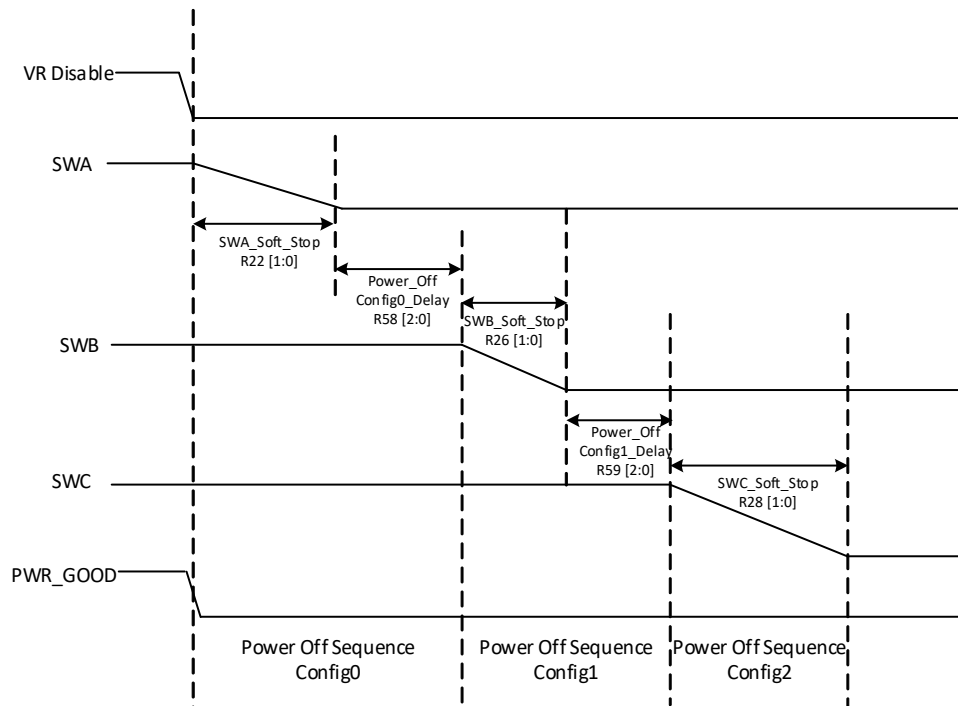 VR Disable
SWA
SWA_Soft_Stop
R22 [1:0]
Power_Off
Config0_Delay
R58 [2:0]
SWB_Soft_Stop
R26 [1:0]
SWB
Power_Off
Config1_Delay
R59 [2:0]
SWC
SWC_Soft_Stop
R28 [1:0]
PWR_GOOD
Power Off Sequence
Config0
Power Off Sequence
Config1
Power Off Sequence
Config2